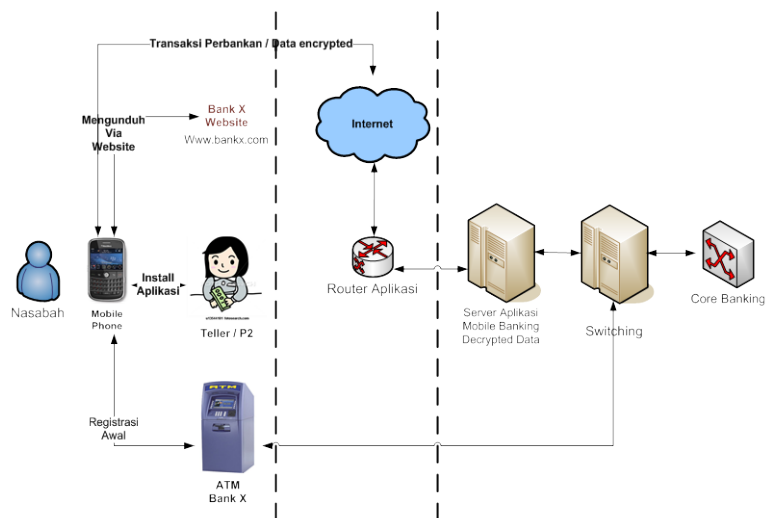 Transaksi Perbankan / Data encrypted
Bank X
Website
Www.bankx.com
Mengunduh
Via
Website
Internet
Nasabah
Mobile
Phone
Install
Aplikasi
Teller / P2
Router Aplikasi
Server Aplikasi
Mobile Banking
Decrypted Data
Switching
Core Banking
Registrasi
Awal
ATM
ATM
Bank X